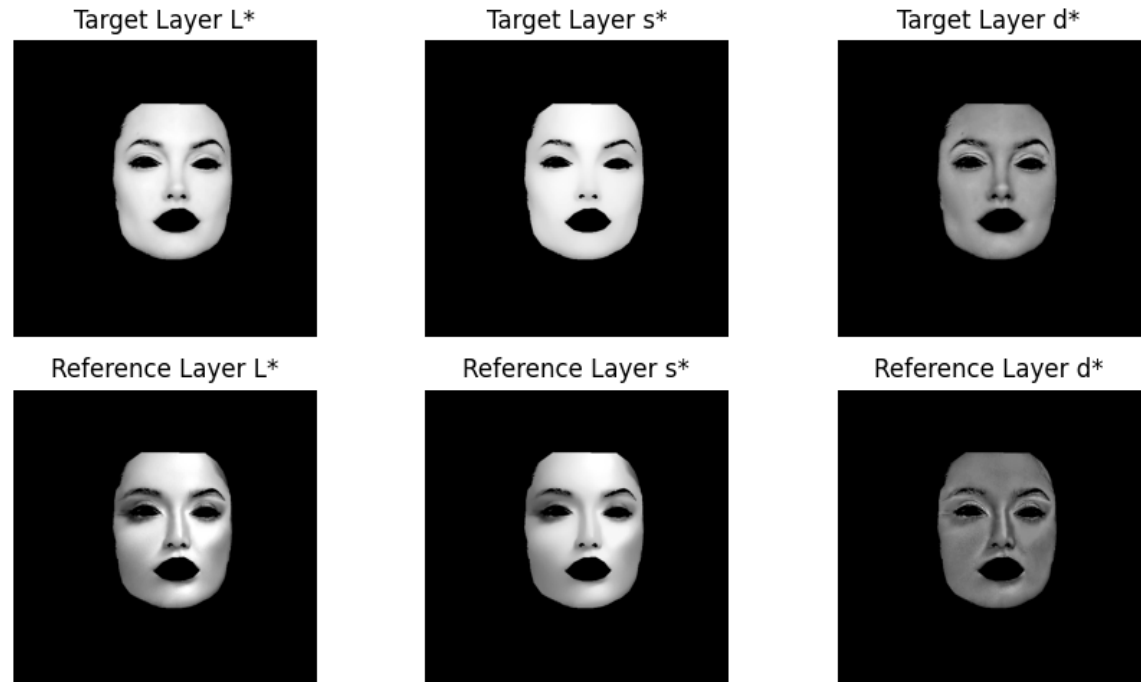 Target Layer L*
Target Layer s*
Target Layer d*
Reference Layer L*
Reference Layer s*
Reference Layer d*